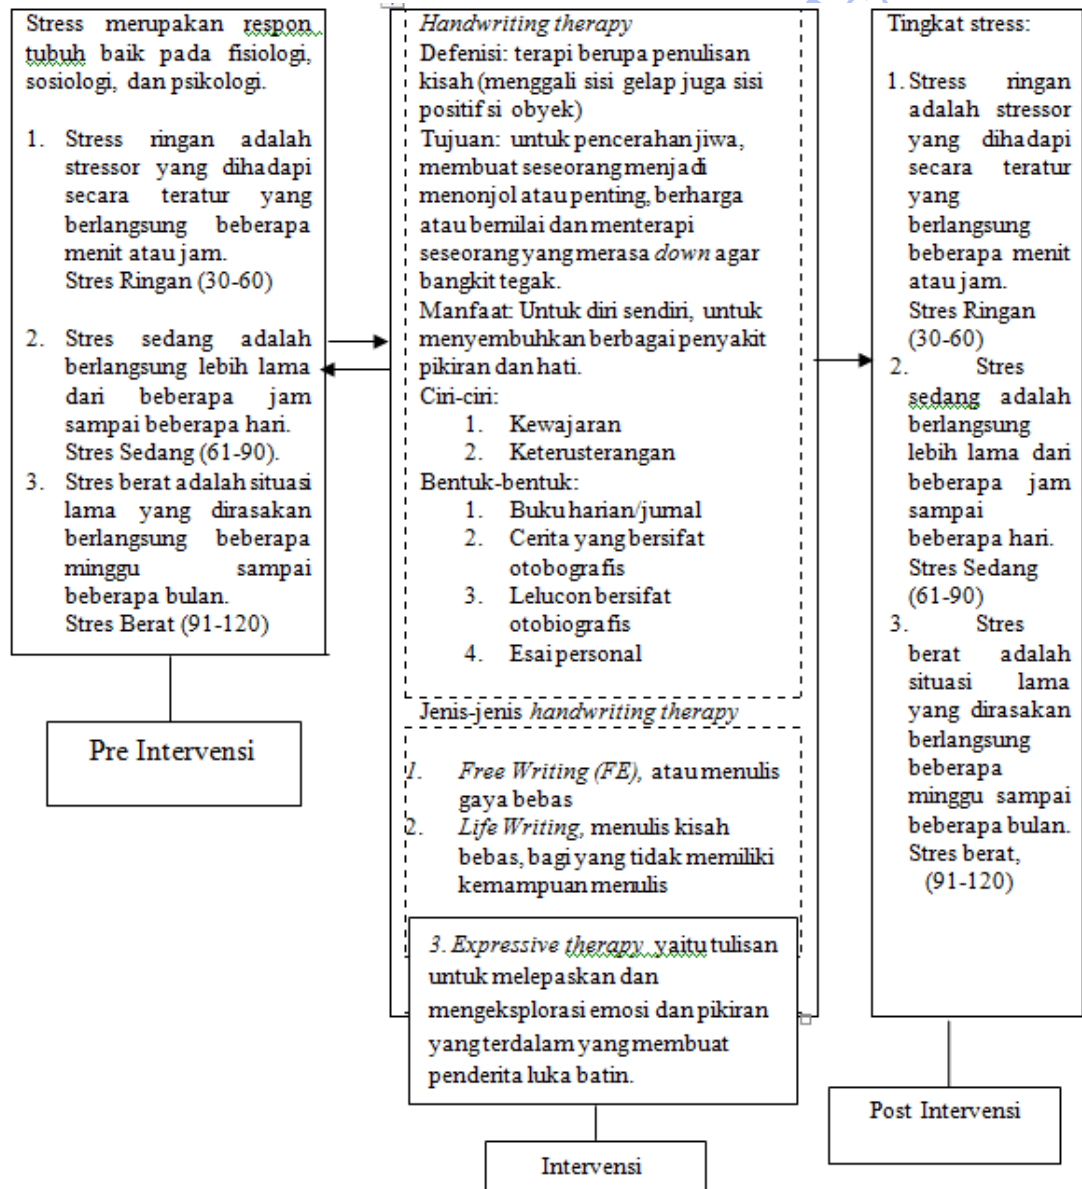 Stress merupakan respon
tubuh baik pada fisiologi,
sosiologi, dan psikologi.
1. Stress ringan adalah
stressor yang dihadapi
secara teratur yang
berlangsung beberapa
menit atau jam.
Stres Ringan (30-60)
2. Stres sedang adalah
berlangsung lebih lama
dari beberapa jam
sampai beberapa hari.
Stres Sedang (61-90).
3. Stres berat adalah situasi
lama yang dirasakan
berlangsung beberapa
minggu sampai
beberapa bulan.
Stres Berat (91-120)
Pre Intervensi
Handwriting therapy
Defenisi: terapi berupa penulisan
kisah (menggali sisi gelap juga sisi
positif si obyek)
Tujuan: untuk pencerahan jiwa,
membuat seseorang menjadi
menonjol atau penting, berharga
atau bernilai dan menterapi
seseorang yang merasa down agar
bangkit tegak.
Manfaat: Untuk diri sendiri, untuk
menyembuhkan berbagai penyakit
pikiran dan hati.
Ciri-ciri:
1. Kewajaran
2. Keterusterangan
Bentuk-bentuk:
1. Buku harian/jurnal
2. Cerita yang bersifat
otobografis
3. Lelucon bersifat
otobiografis
4. Esai personal
Jenis-jenis handwriting therapy
1. Free Writing (FE), atau menulis
gaya bebas
2. Life Writing, menulis kisah
bebas, bagi yang tidak memiliki
kemampuan menulis
3. Expressive therapy yaitu tulisan
untuk melepaskan dan
mengeksplorasi emosi dan pikiran
yang terdalam yang membuat
penderita luka batin.
Intervensi
Tingkat stress:
1. Stress ringan
adalah stressor
yang dihadapi
secara teratur
yang
berlangsung
beberapa menit
atau jam.
Stres Ringan
(30-60)
2. Stres
sedang adalah
berlangsung
lebih lama dari
beberapa jam
sampai
beberapa hari.
Stres Sedang
(61-90)
3. Stres
berat adalah
situasi lama
yang dirasakan
berlangsung
beberapa
minggu sampai
beberapa bulan.
Stres berat,
(91-120)
Post Intervensi